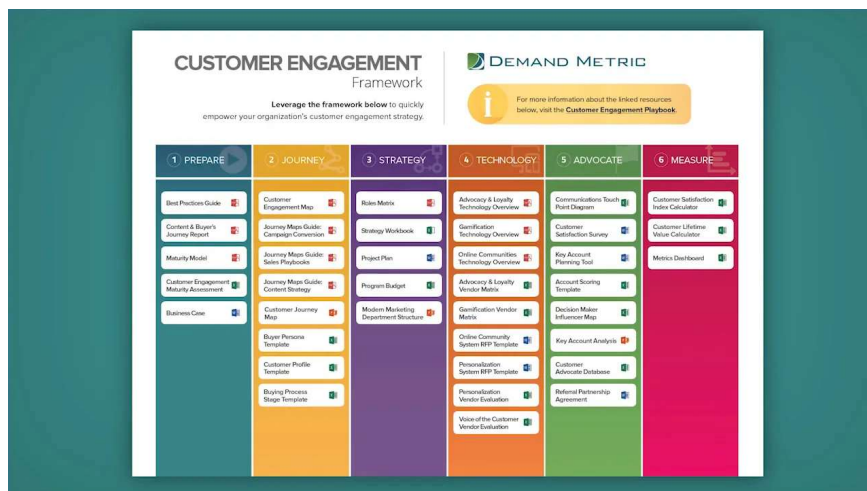 CUSTOMER ENGAGEMENT
Framework
Leverage the framework below to quickly
empower your organization's customer engagement strategy.
DEMAND METRIC
i
For more information about the linked resources
below, visit the Customer Engagement Playbook.
1 PREPARE
Best Practices Guide
Content & Buyer's
Journey Report
Maturity Model
Customer Engagement
Maturity Assessment
Business Case
2 JOURNEY
Customer
Engagement Map
Journey Maps Guide:
Campaign Conversion
Journey Maps Guide:
Sales Playbooks
Journey Maps Guide:
Content Strategy
Customer Journey
Map
Buyer Persona
Template
Customer Profile
Template
Buying Process
Stage Template
3 STRATEGY
Roles Matrix
Strategy Workbook
Project Plan
Program Budget
Modern Marketing
Department Structure
4 TECHNOLOGY
Advocacy & Loyalty
Technology Overview
Gamification
Technology Overview
Online Communities
Technology Overview
Advocacy & Loyalty
Vendor Matrix
Gamification Vendor
Matrix
Online Community
System RFP Template
Personalization
System RFP Template
Personalization
Vendor Evaluation
Voice of the Customer
Vendor Evaluation
5 ADVOCATE
Communications Touch
Point Diagram
Customer
Satisfaction Survey
Key Account
Planning Tool
Account Scoring
Template
Decision Maker
Influencer Map
Key Account Analysis
Customer
Advocate Database
Referral Partnership
Agreement
6 MEASURE
Customer Satisfaction
Index Calculator
Customer Lifetime
Value Calculator
Metrics Dashboard